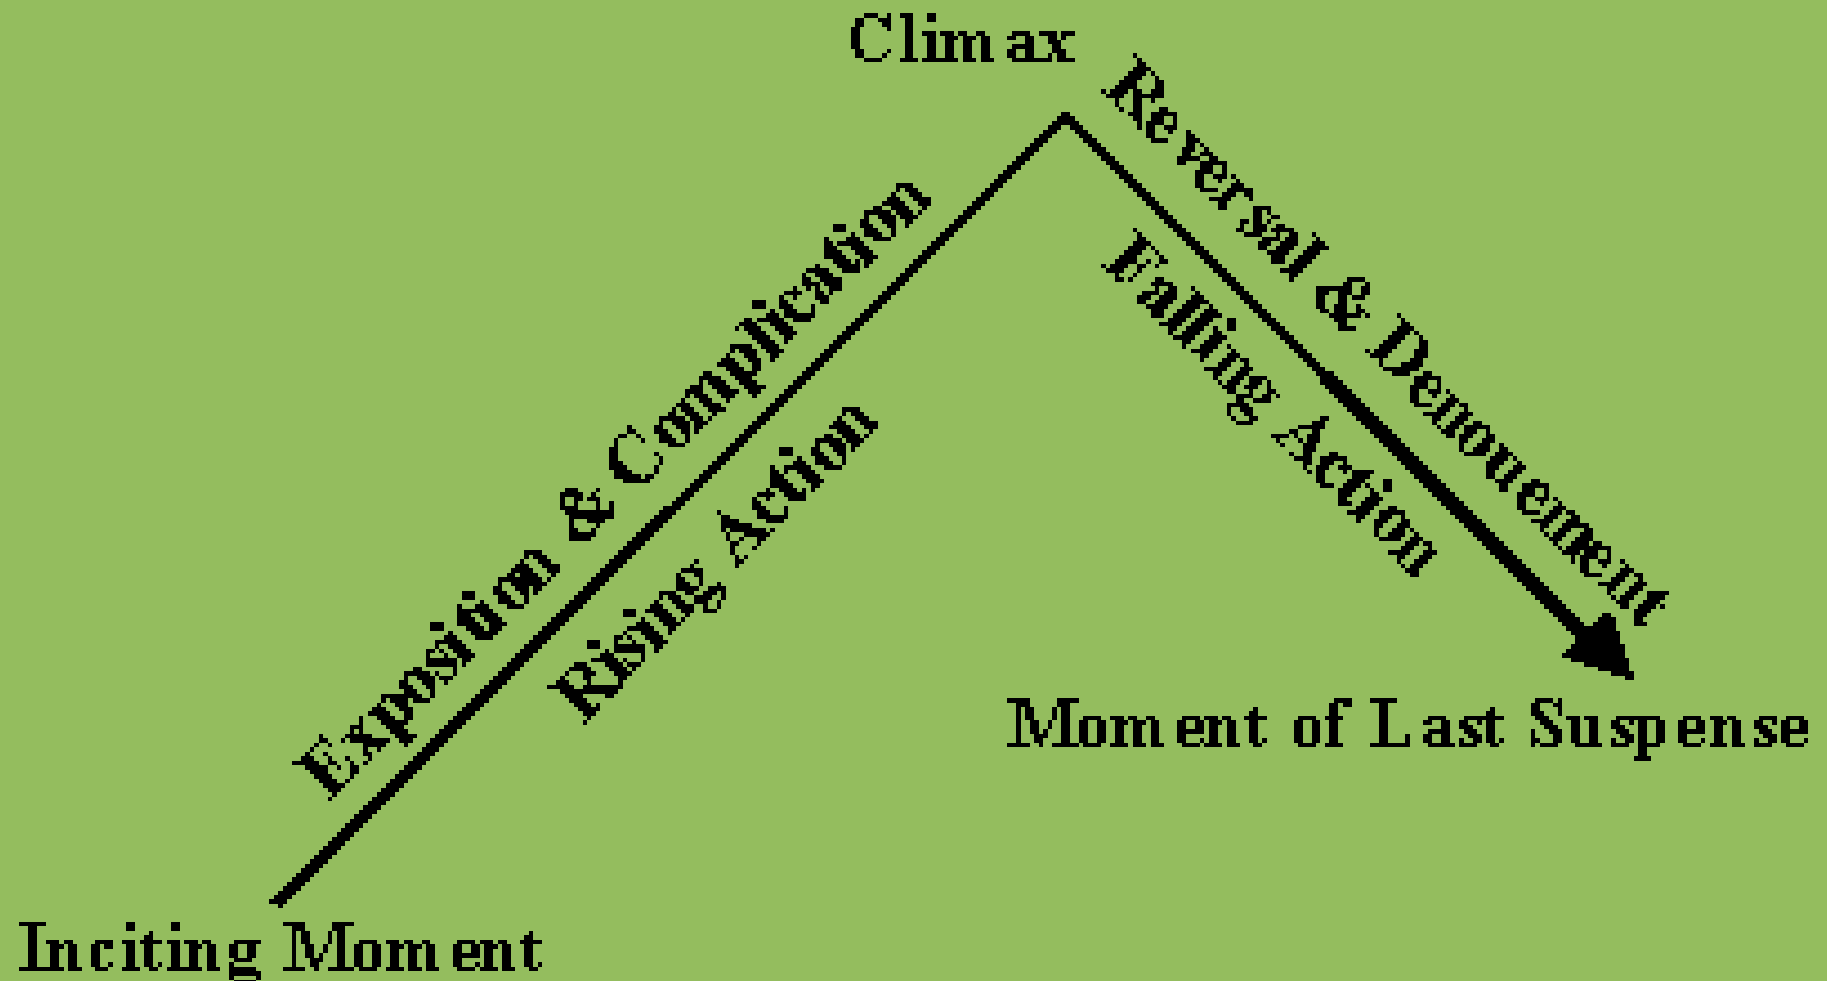 Climax
Reversal & Denouement
Exposition & Complication
Falling Action
Rising Action
Moment of Last Suspense
Inciting Moment